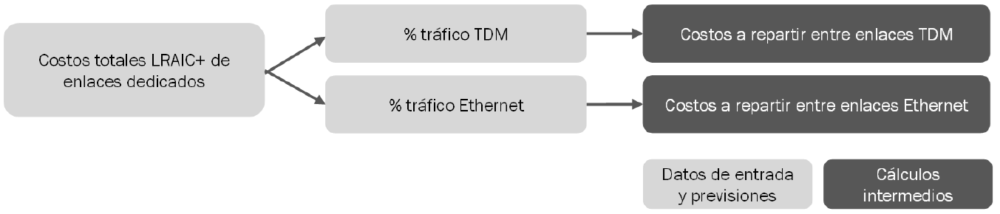 Costos totales LRAIC+ de
enlaces dedicados
% tráfico TDM
Costos a repartir entre enlaces TDM
% tráfico Ethernet
Costos a repartir entre enlaces Ethernet
Datos de entrada
y previsiones
Cálculos
intermedios